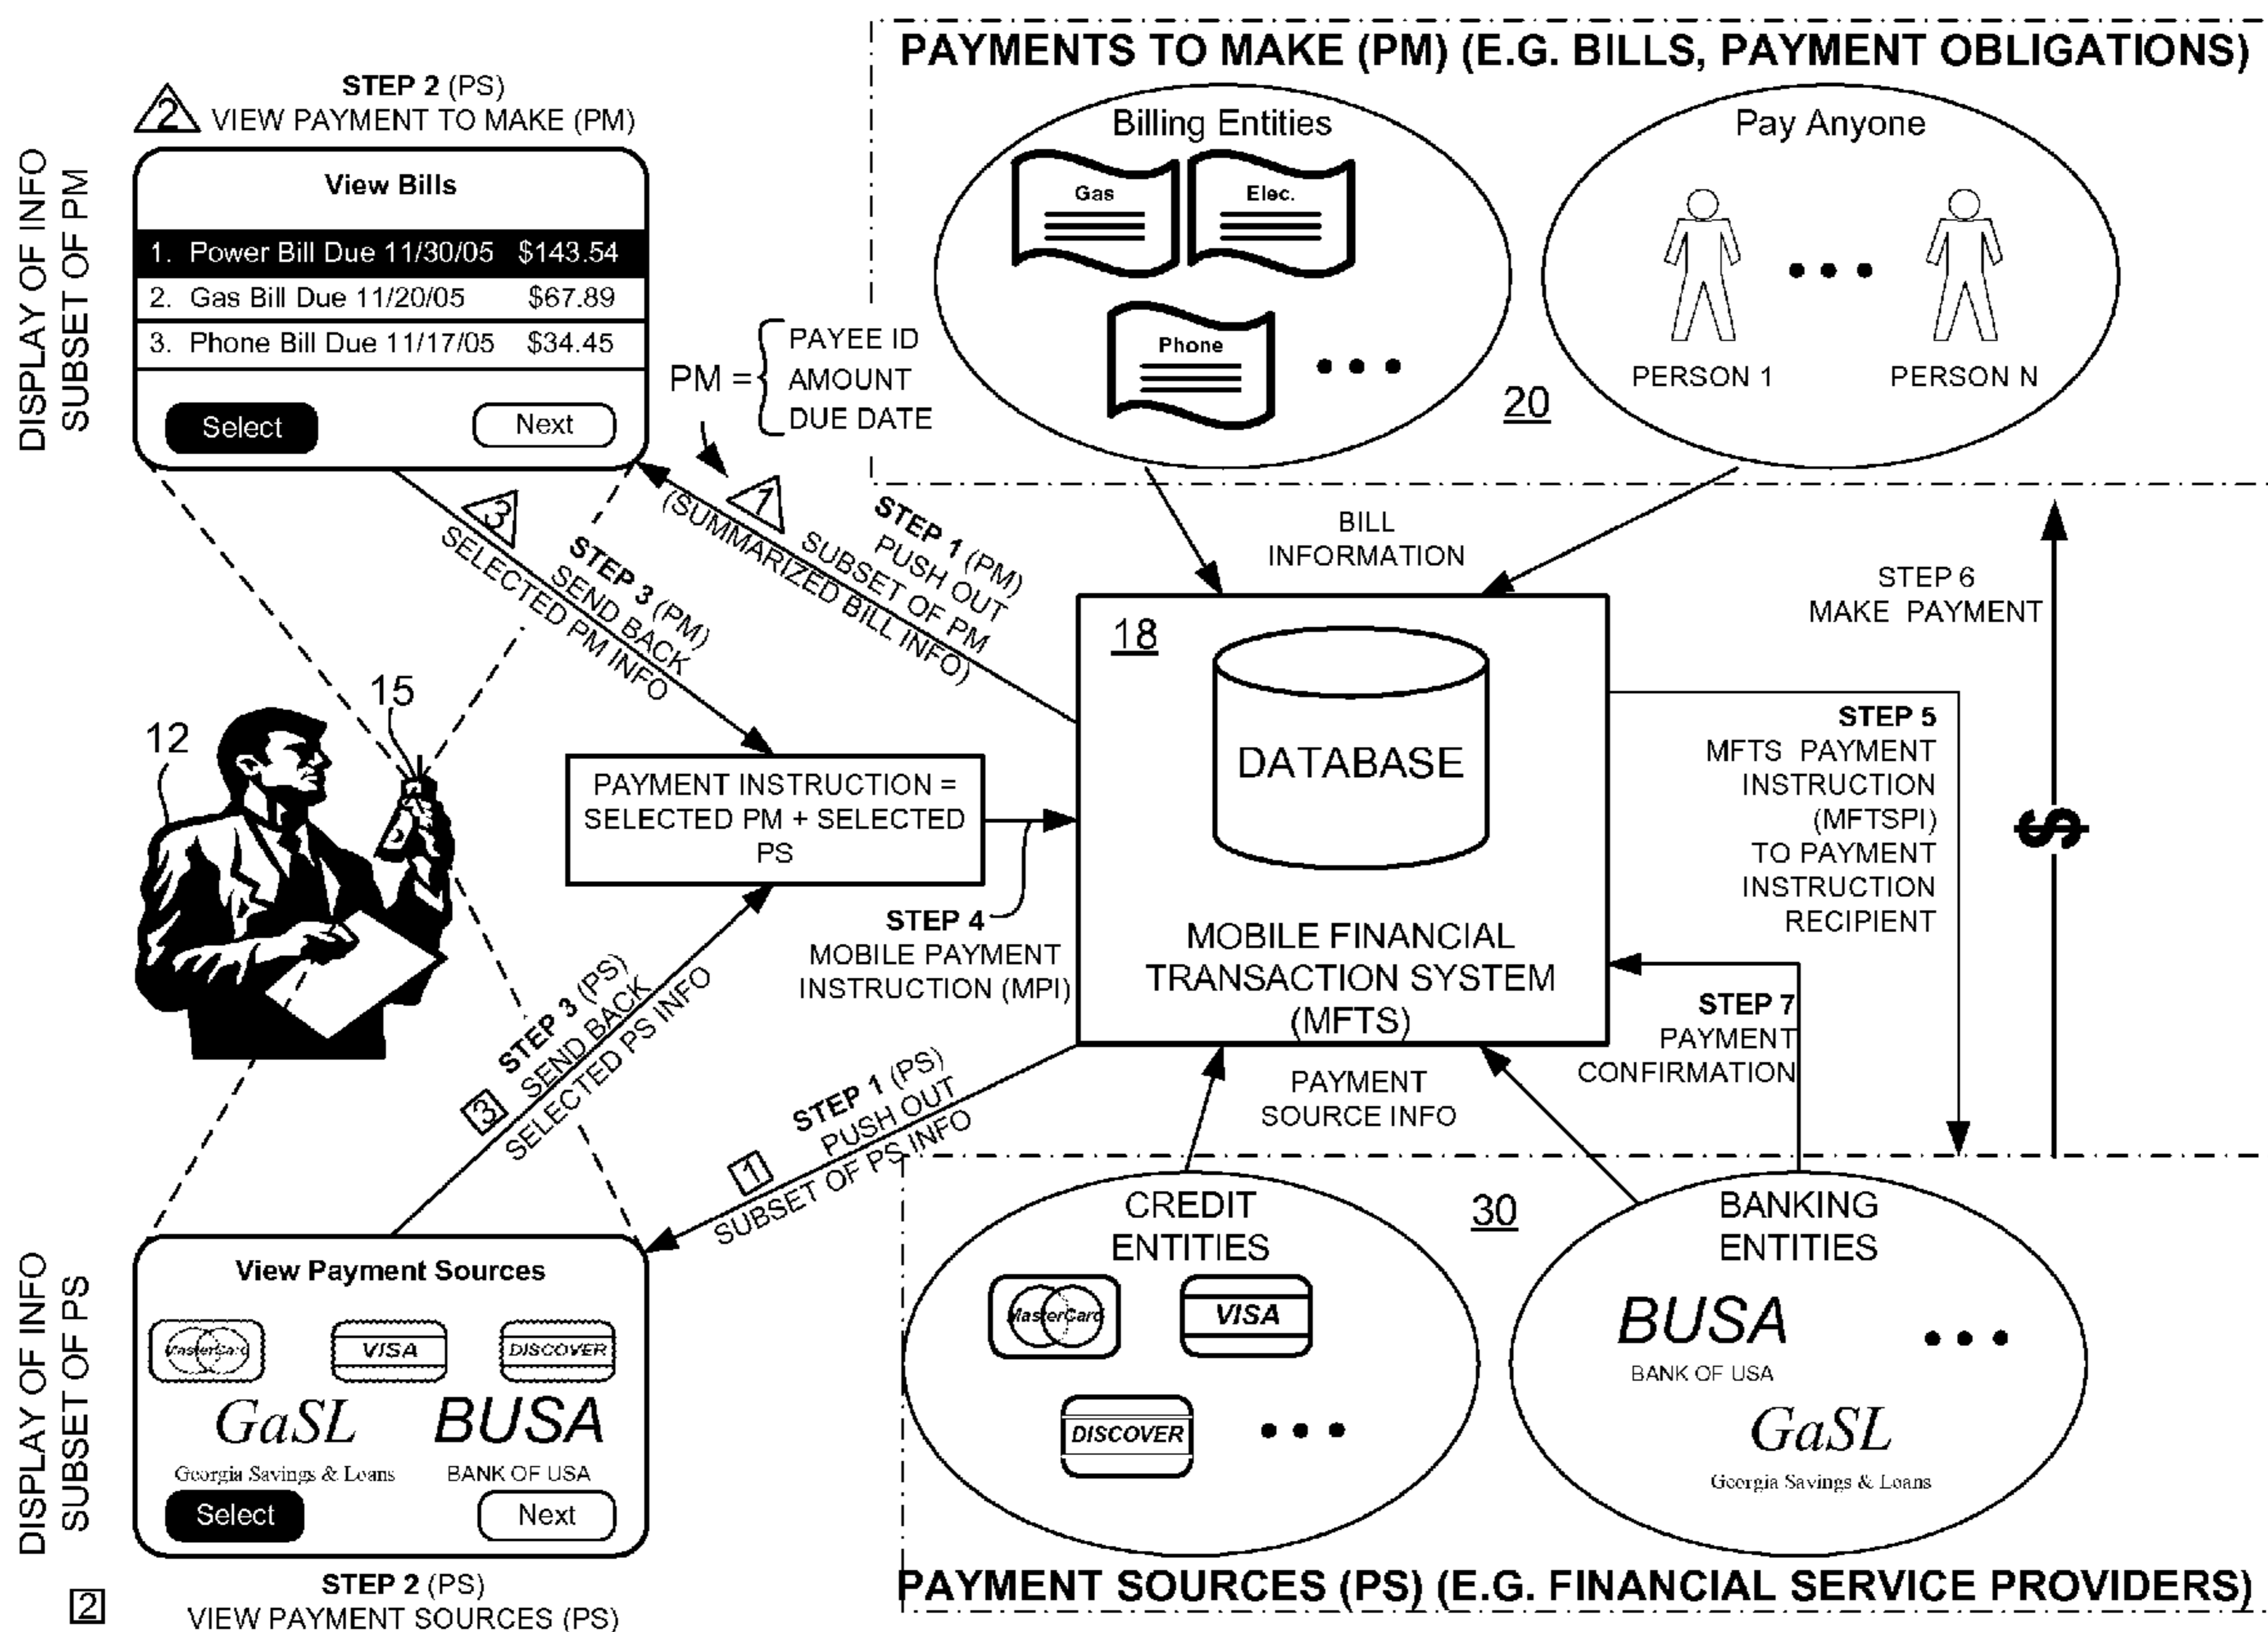 PAYMENTS TO MAKE (PM) (E.G. BILLS, PAYMENT OBLIGATIONS)
STEP 2 (PS)
2 VIEW PAYMENT TO MAKE (PM)
DISPLAY OF INFO
SUBSET OF PM
View Bills
1. Power Bill Due 11/30/05 $143.54
2. Gas Bill Due 11/20/05 $67.89
3. Phone Bill Due 11/17/05 $34.45
Select Next
PM =
PAYEE ID
AMOUNT
DUE DATE
Billing Entities
Gas
Elec.
Phone
• • •
Pay Anyone
• • •
PERSON 1
PERSON N
20
1
STEP 1 (PM)
PUSH OUT
SUBSET OF PM
(SUMMARIZED BILL INFO)
3
STEP 3 (PM)
SEND BACK
SELECTED PM INFO
BILL
INFORMATION
STEP 6
MAKE PAYMENT
$
12
15
PAYMENT INSTRUCTION =
SELECTED PM + SELECTED
PS
STEP 4
MOBILE PAYMENT
INSTRUCTION (MPI)
18
DATABASE
MOBILE FINANCIAL
TRANSACTION SYSTEM
(MFTS)
STEP 5
MFTS PAYMENT
INSTRUCTION
(MFTSPI)
TO PAYMENT
INSTRUCTION
RECIPIENT
STEP 7
PAYMENT
CONFIRMATION
3
STEP 3 (PS)
SEND BACK
SELECTED PS INFO
1
STEP 1 (PS)
PUSH OUT
SUBSET OF PS INFO
PAYMENT
SOURCE INFO
DISPLAY OF INFO
SUBSET OF PS
View Payment Sources
MasterCard VISA DISCOVER
GaSL BUSA
Georgia Savings & Loans BANK OF USA
Select Next
STEP 2 (PS)
2 VIEW PAYMENT SOURCES (PS)
CREDIT
ENTITIES
MasterCard VISA
DISCOVER • • •
30
BANKING
ENTITIES
BUSA • • •
BANK OF USA
GaSL
Georgia Savings & Loans
PAYMENT SOURCES (PS) (E.G. FINANCIAL SERVICE PROVIDERS)